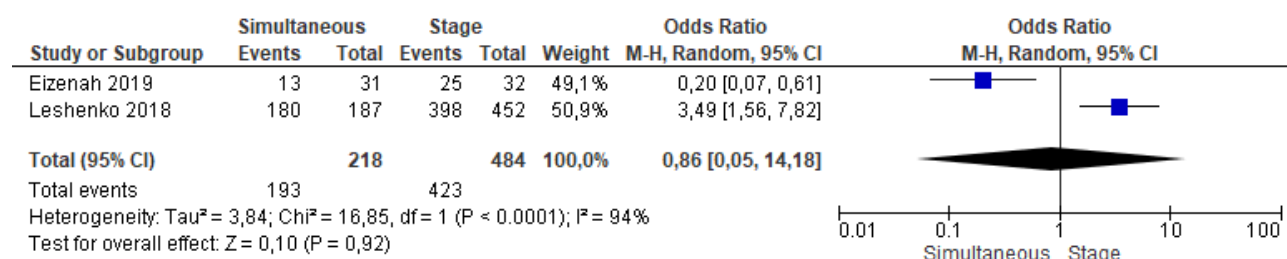 Simultaneous Stage Odds Ratio Odds Ratio
Study or Subgroup Events Total Events Total Weight M-H, Random, 95% CI M-H, Random, 95% CI
Eizenah 2019 13 31 25 32 49,1% 0,20 [0,07, 0,61]
Leshenko 2018 180 187 398 452 50,9% 3,49 [1,56, 7,82]
Total (95% CI) 218 484 100,0% 0,86 [0,05, 14,18]
Total events 193 423
Heterogeneity: Tau² = 3,84; Chi² = 16,85, df = 1 (P < 0.0001); I² = 94%
Test for overall effect: Z = 0,10 (P = 0,92)
0.01 0.1 1 10 100
Simultaneous Stage